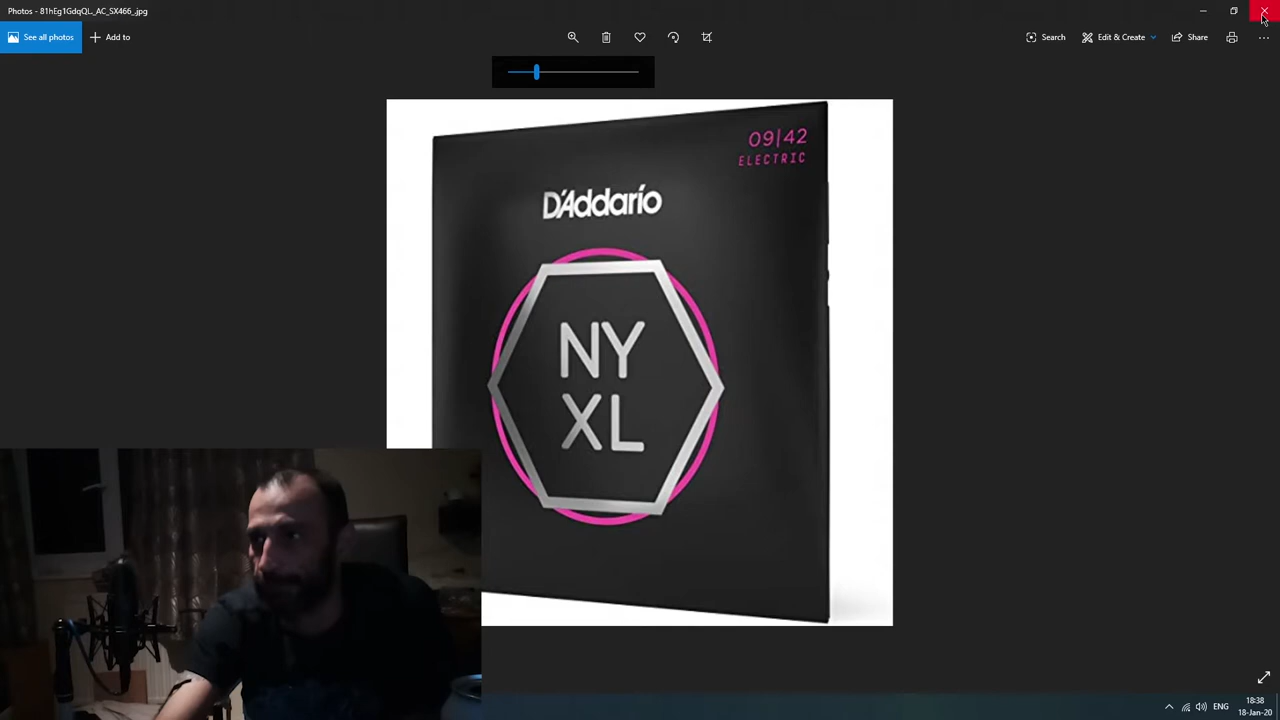 Photos - 81hEg1GdqQL._AC_SX466_.jpg
See all photos
Add to
Search
Edit & Create
Share
09|42
ELECTRIC
D'Addario
NY
XL
ENG
18:38
18-Jan-20